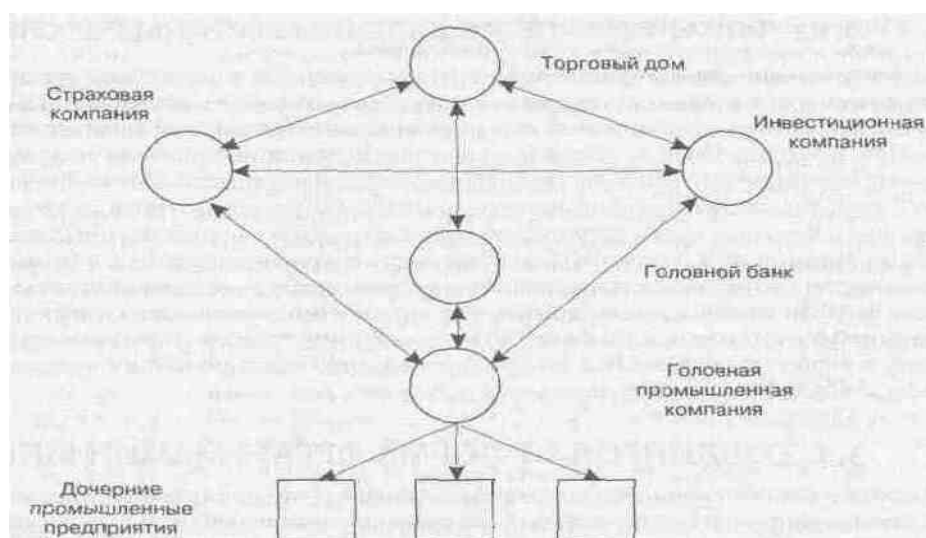 Торговый дом
Страховая
компания
Инвестиционная
компания
Головной банк
Головная
промышленная
компания
Дочерние
промышленные
предприятия